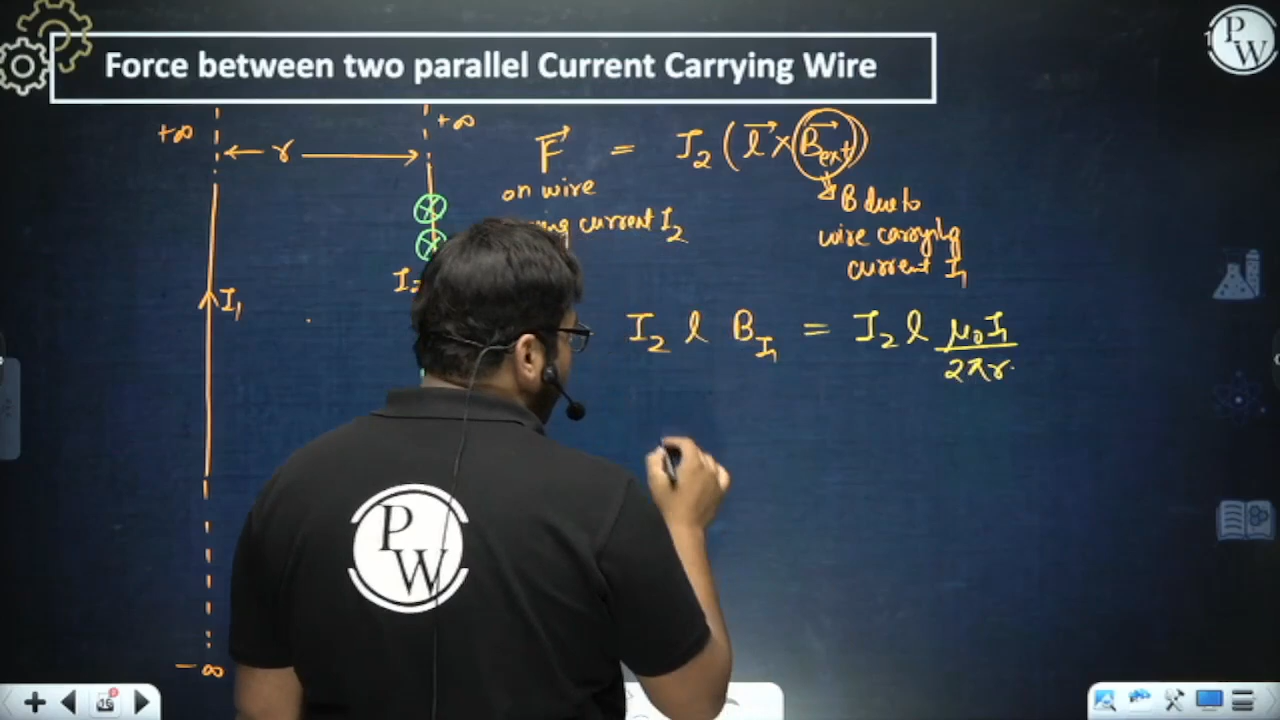 Force between two parallel Current Carrying Wire
PW
+∞
+∞
r
F⃗ = I₂ (l⃗ × B⃗ext)
on wire
current I₂
B due to
wire carrying
current I₁
I₁
I₂ l B_I₁ = I₂ l μ₀I₁/2πr
PW
-∞
16